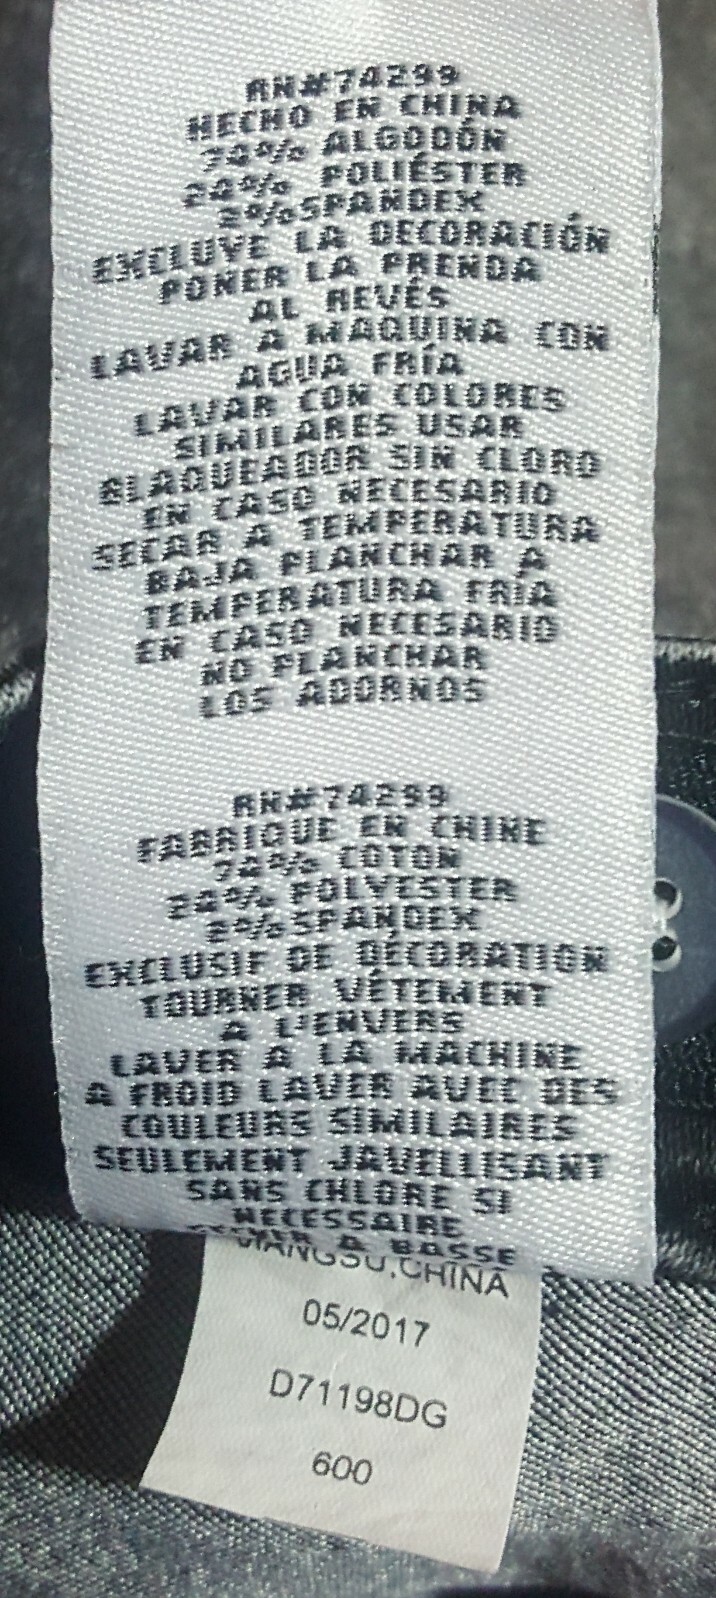 RN#74299
HECHO EN CHINA
74% ALGODÓN
24% POLIÉSTER
2%SPANDEX
EXCLUYE LA DECORACIÓN
PONER LA PRENDA
AL REVÉS
LAVAR A MAQUINA CON
AGUA FRÍA
LAVAR CON COLORES
SIMILARES USAR
BLAQUEADOR SIN CLORO
EN CASO NECESARIO
SECAR A TEMPERATURA
BAJA PLANCHAR A
TEMPERATURA FRÍA
EN CASO NECESARIO
NO PLANCHAR
LOS ADORNOS
RN#74299
FABRIQUE EN CHINE
74% COTON
24% POLYESTER
2%SPANDEX
EXCLUSIF DE DÉCORATION
TOURNER VÉTEMENT
A L'ENVERS
LAVER A LA MACHINE
A FROID LAVER AVEC DES
COULEURS SIMILAIRES
SEULEMENT JAVELLISANT
SANS CHLORE SI
NECESSAIRE
A BASSE
CHINA
05/2017
D71198DG
600